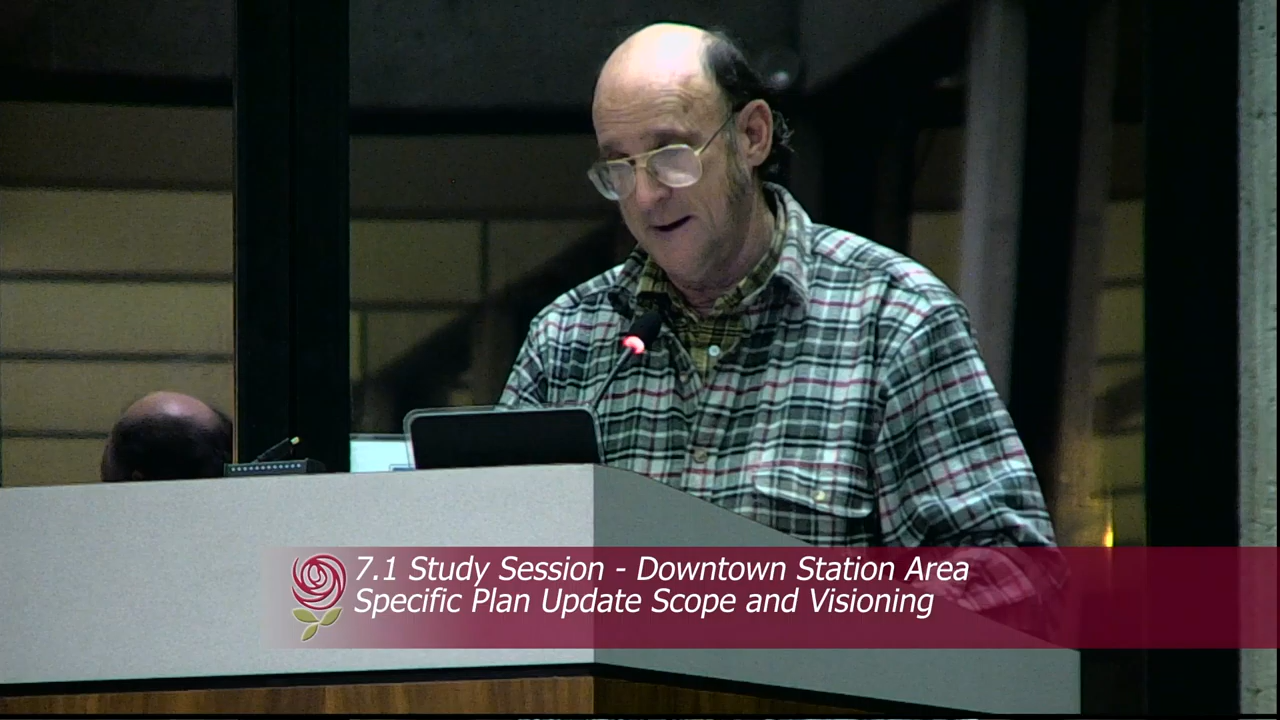 7.1 Study Session - Downtown Station Area
Specific Plan Update Scope and Visioning